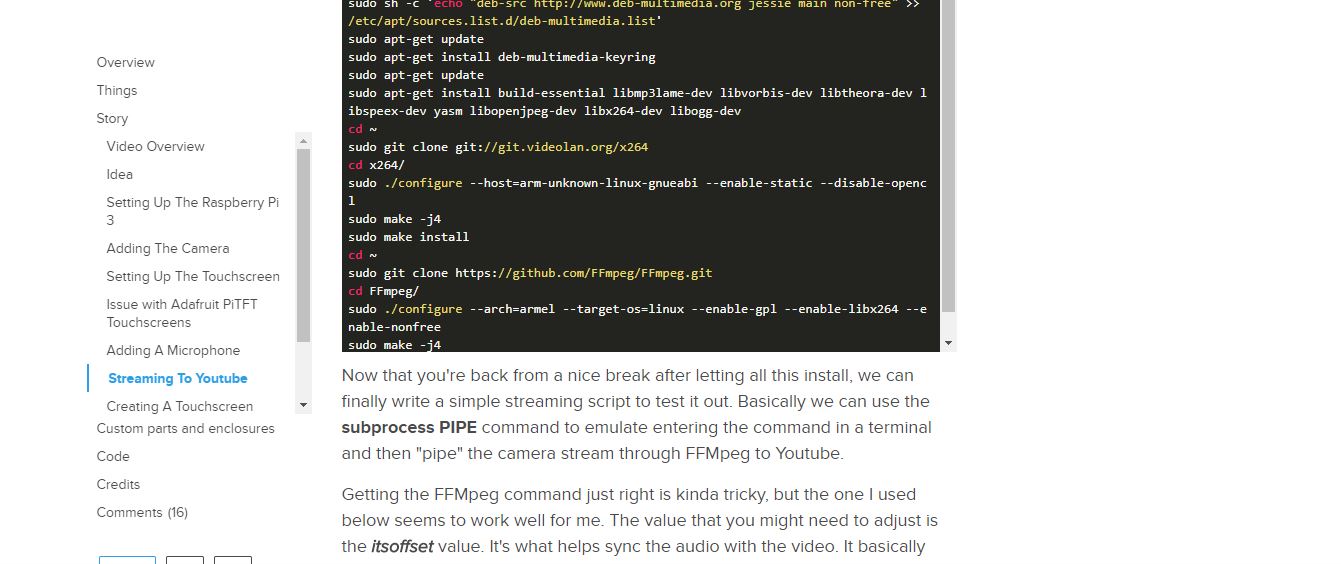 Overview
Things
Story
Video Overview
Idea
Setting Up The Raspberry Pi
3
Adding The Camera
Setting Up The Touchscreen
Issue with Adafruit PiTFT
Touchscreens
Adding A Microphone
Streaming To Youtube
Creating A Touchscreen
Custom parts and enclosures
Code
Credits
Comments (16)
sudo sh -c 'echo "deb-src http://www.deb-multimedia.org jessie main non-free" >>
/etc/apt/sources.list.d/deb-multimedia.list'
sudo apt-get update
sudo apt-get install deb-multimedia-keyring
sudo apt-get update
sudo apt-get install build-essential libmp3lame-dev libvorbis-dev libtheora-dev l
ibspeex-dev yasm libopenjpeg-dev libx264-dev libogg-dev
cd ~
sudo git clone git://git.videolan.org/x264
cd x264/
sudo ./configure --host=arm-unknown-linux-gnueabi --enable-static --disable-openc
l
sudo make -j4
sudo make install
cd ~
sudo git clone https://github.com/FFmpeg/FFmpeg.git
cd FFmpeg/
sudo ./configure --arch=armel --target-os=linux --enable-gpl --enable-libx264 --e
nable-nonfree
sudo make -j4
Now that you're back from a nice break after letting all this install, we can
finally write a simple streaming script to test it out. Basically we can use the
subprocess PIPE command to emulate entering the command in a terminal
and then "pipe" the camera stream through FFMpeg to Youtube.
Getting the FFMpeg command just right is kinda tricky, but the one I used
below seems to work well for me. The value that you might need to adjust is
the itsoffset value. It's what helps sync the audio with the video. It basically